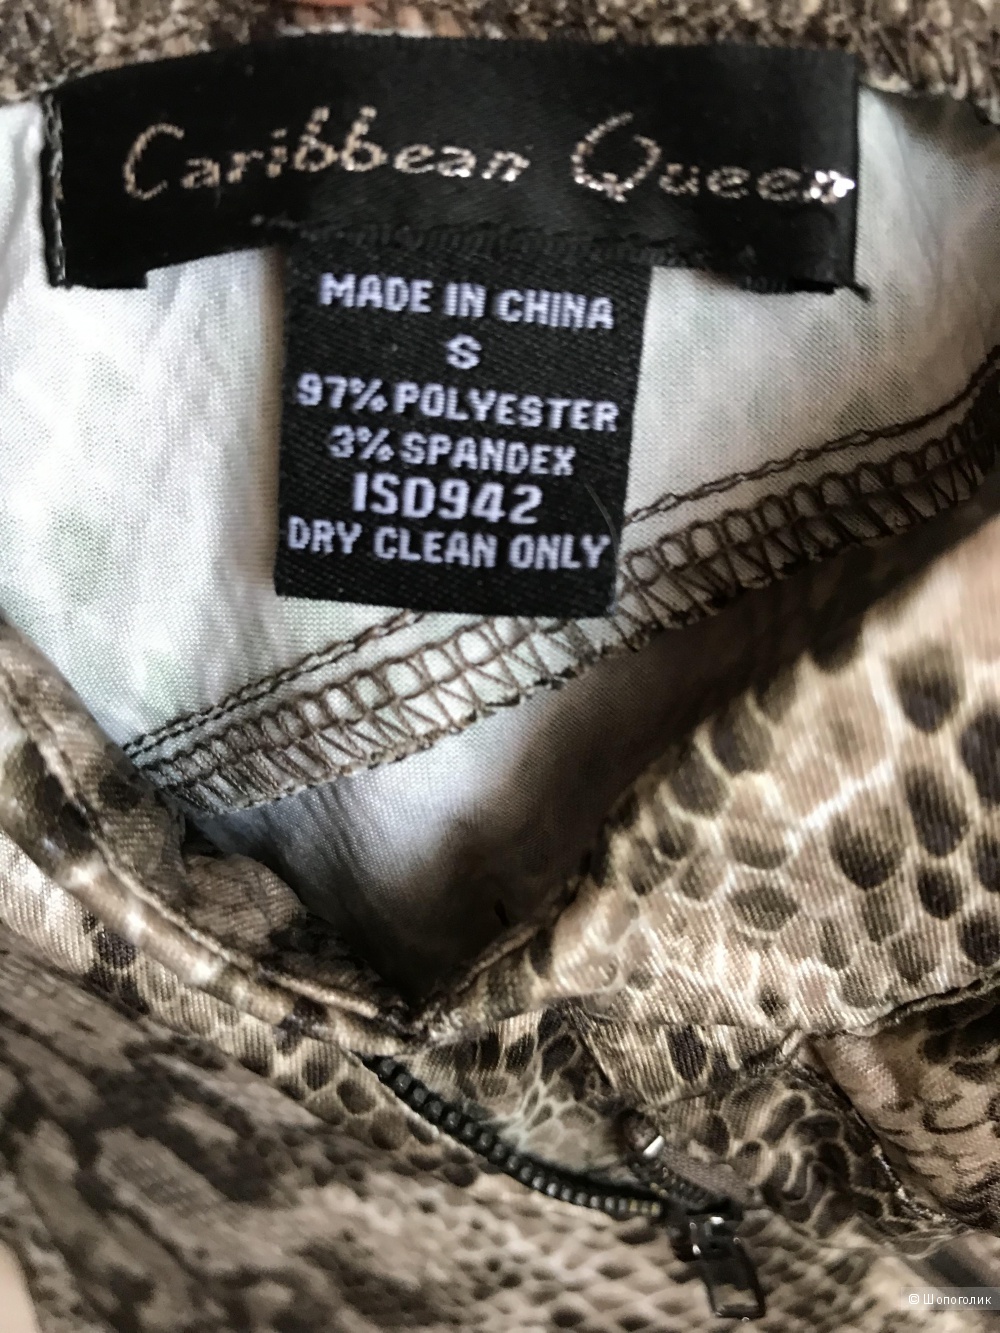 Caribbean Queen
MADE IN CHINA
S
97% POLYESTER
3% SPANDEX
ISD942
DRY CLEAN ONLY
© Шопоголик